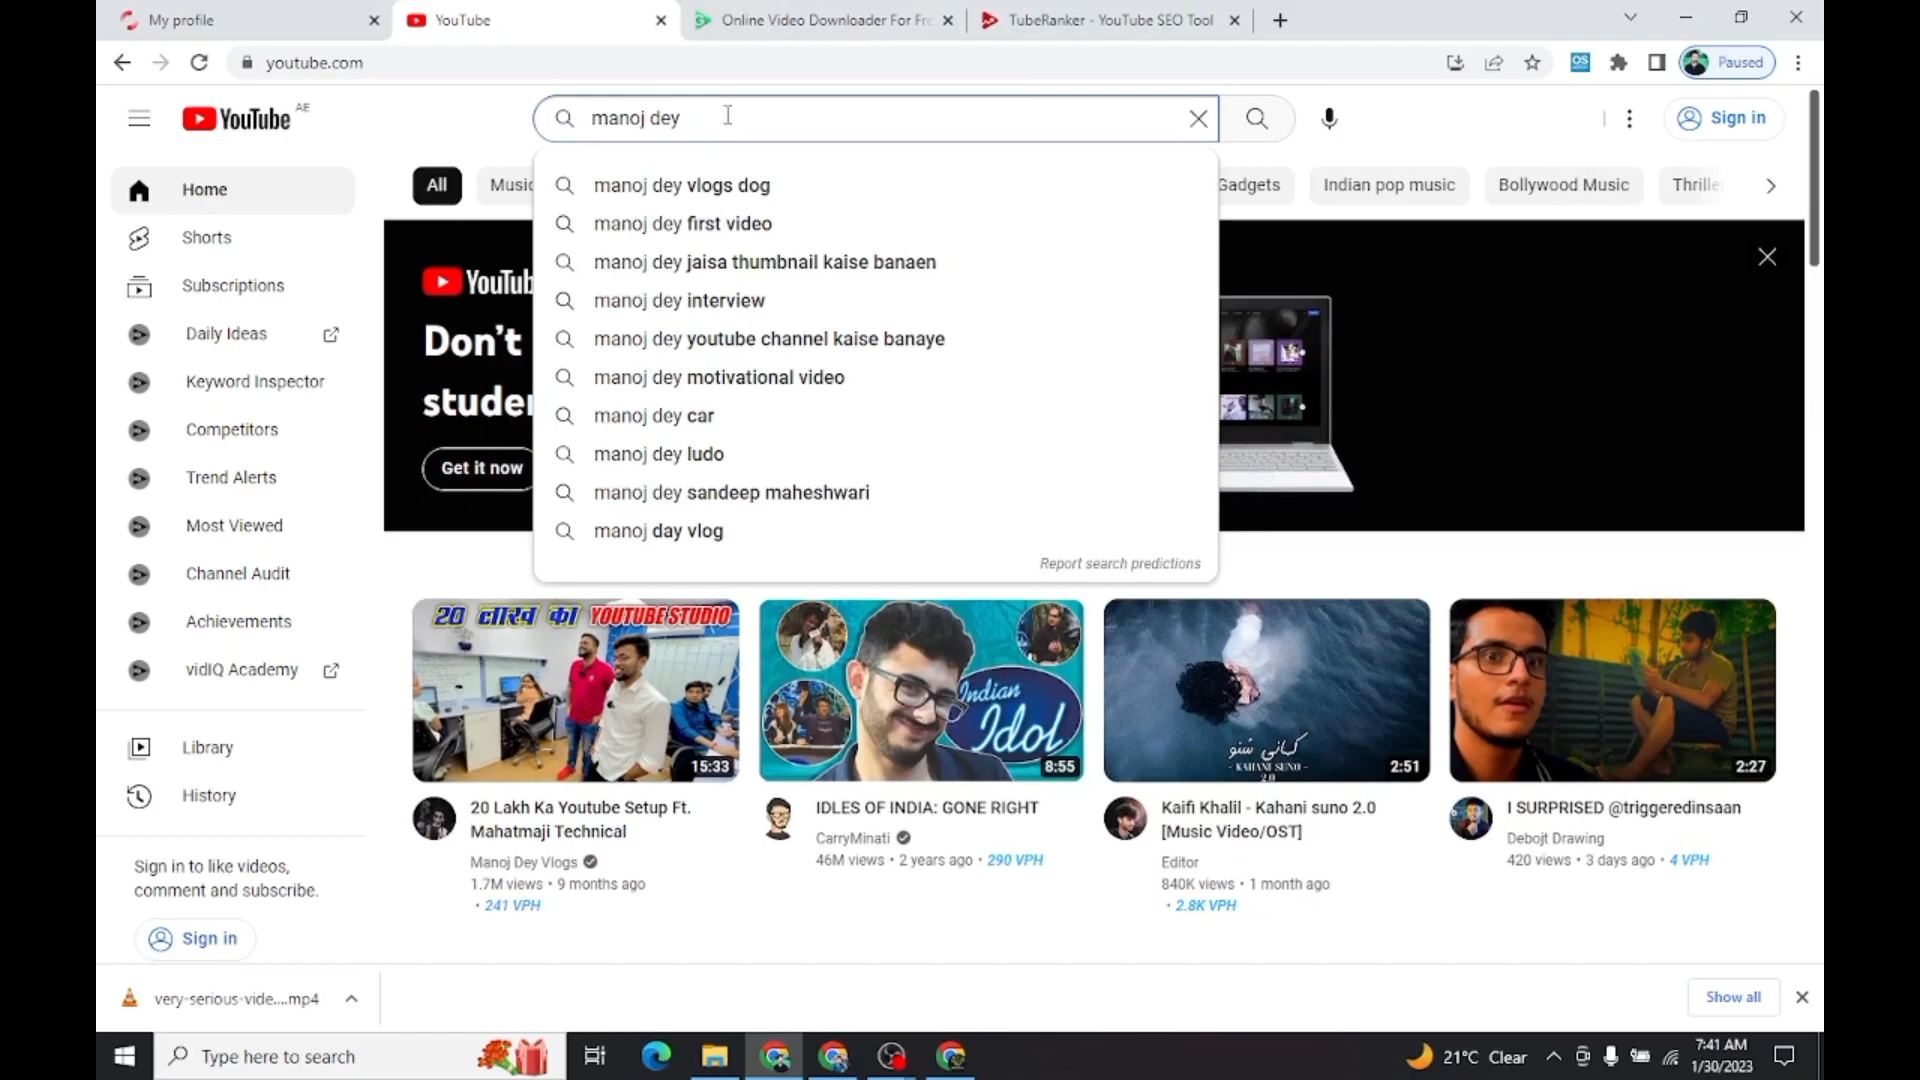 My profile
YouTube
Online Video Downloader For Fre
TubeRanker - YouTube SEO Tool
youtube.com
OS
Paused
YouTube AE
manoj dey
Sign in
Home
Shorts
Subscriptions
Daily Ideas
Keyword Inspector
Competitors
Trend Alerts
Most Viewed
Channel Audit
Achievements
vidIQ Academy
Library
History
Sign in to like videos,
comment and subscribe.
Sign in
All
Music
Gadgets
Indian pop music
Bollywood Music
Thrille
manoj dey vlogs dog
manoj dey first video
manoj dey jaisa thumbnail kaise banaen
manoj dey interview
manoj dey youtube channel kaise banaye
manoj dey motivational video
manoj dey car
manoj dey ludo
manoj dey sandeep maheshwari
manoj day vlog
Report search predictions
YouTub
Don’t
studer
Get it now
20 तारिख का YOUTUBE STUDIO
15:33
20 Lakh Ka Youtube Setup Ft.
Mahatmaji Technical
Manoj Dey Vlogs
1.7M views • 9 months ago
• 241 VPH
Indian
Idol
8:55
IDLES OF INDIA: GONE RIGHT
CarryMinati
46M views • 2 years ago • 290 VPH
کہانی سنو
- KAHANI SUNO -
2.0
2:51
Kaifi Khalil - Kahani suno 2.0
[Music Video/OST]
Editor
840K views • 1 month ago
• 2.8K VPH
2:27
I SURPRISED @triggeredinsaan
Debojt Drawing
420 views • 3 days ago • 4 VPH
very-serious-vide....mp4
Show all
Type here to search
21°C Clear
7:41 AM
1/30/2023